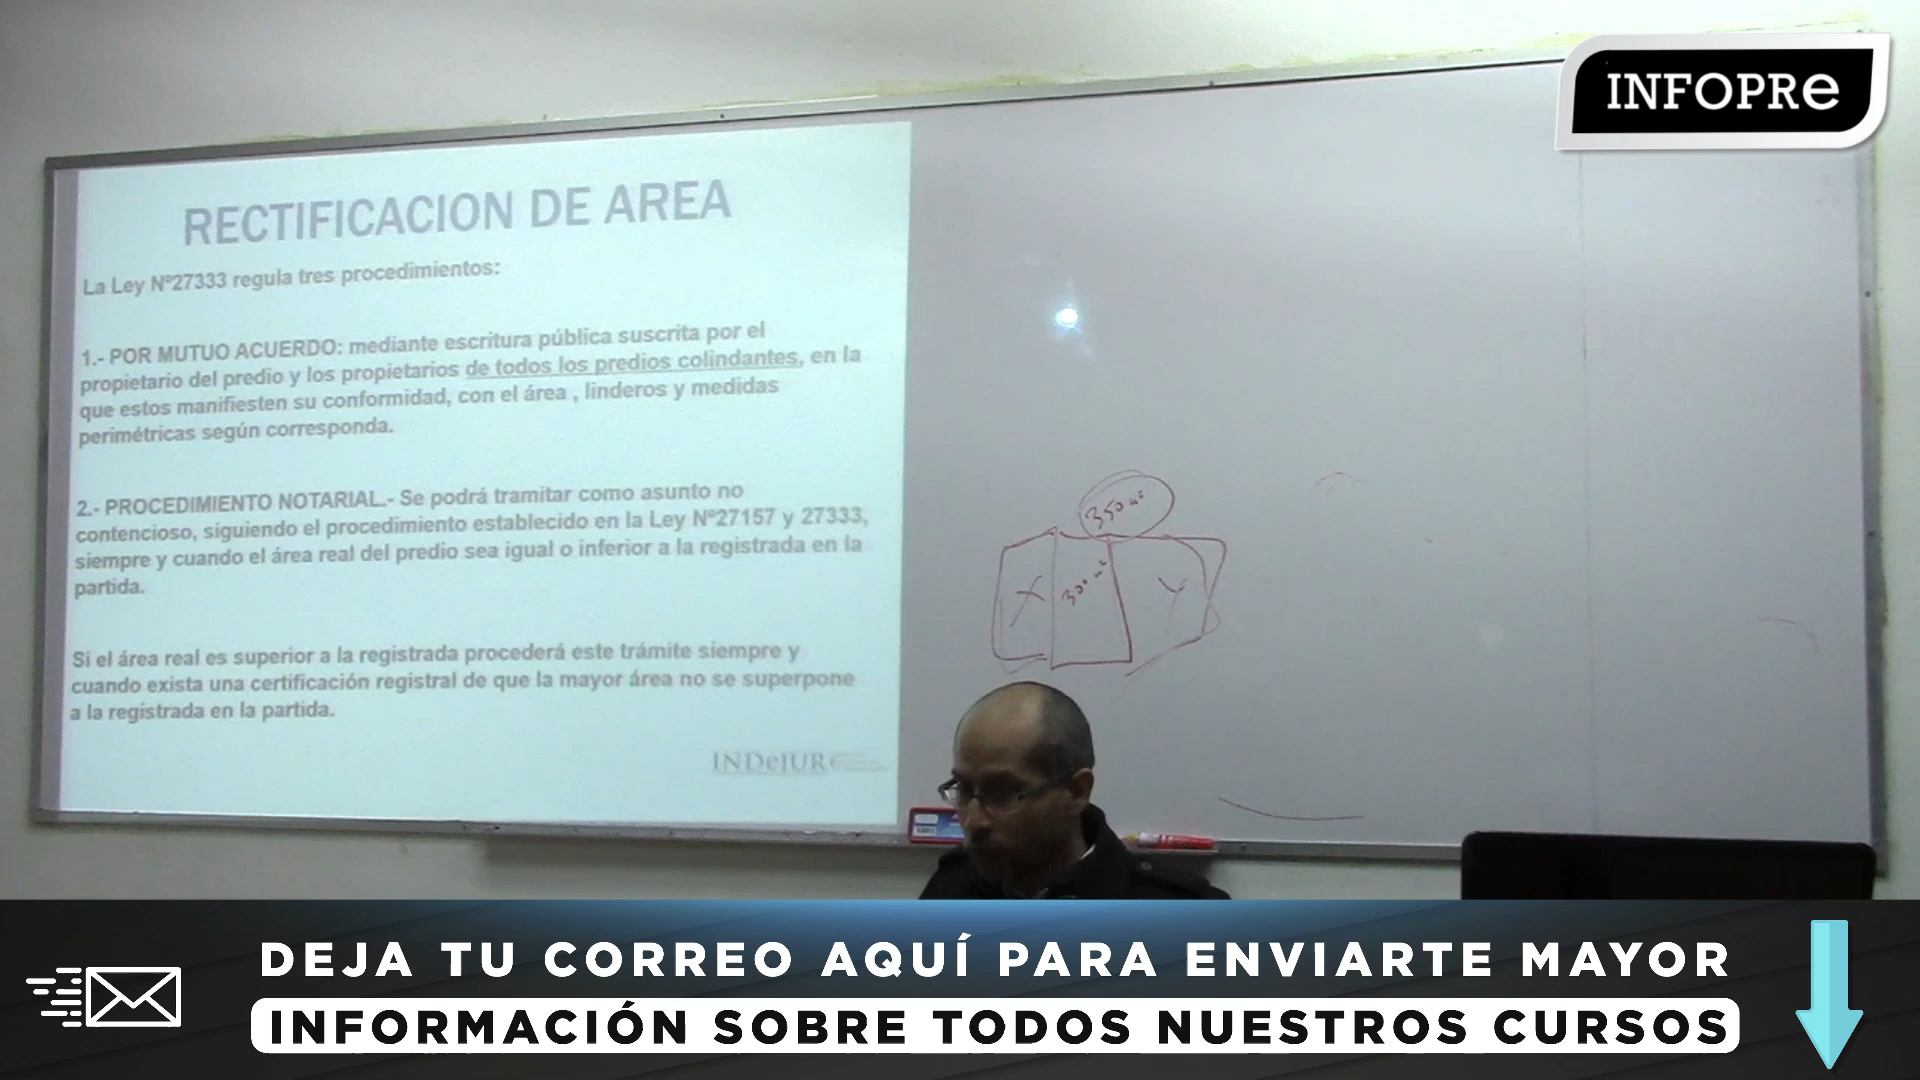 INFOPRe
RECTIFICACION DE AREA
La Ley Nº27333 regula tres procedimientos:
1.- POR MUTUO ACUERDO: mediante escritura pública suscrita por el
propietario del predio y los propietarios de todos los predios colindantes, en la
que estos manifiesten su conformidad, con el área , linderos y medidas
perimétricas según corresponda.
2.- PROCEDIMIENTO NOTARIAL.- Se podrá tramitar como asunto no
contencioso, siguiendo el procedimiento establecido en la Ley Nº27157 y 27333,
siempre y cuando el área real del predio sea igual o inferior a la registrada en la
partida.
Si el área real es superior a la registrada procederá este trámite siempre y
cuando exista una certificación registral de que la mayor área no se superpone
a la registrada en la partida.
INDeJURe
350 m²
X
300 m²
Y
DEJA TU CORREO AQUÍ PARA ENVIARTE MAYOR
INFORMACIÓN SOBRE TODOS NUESTROS CURSOS